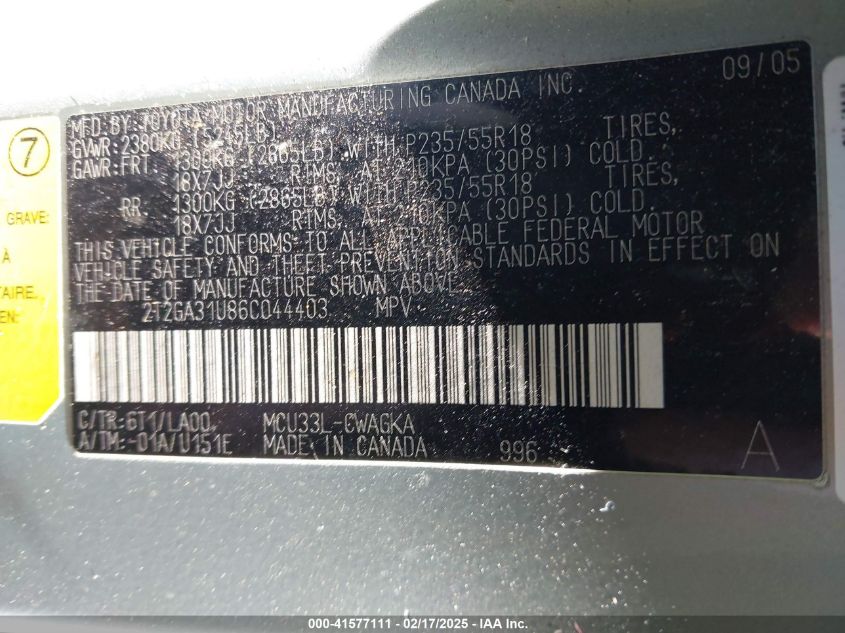 09/05
MFD.BY: TOYOTA MOTOR MANUFACTURING CANADA INC.
GVWR: 2380KG (5245LB)
GAWR:FRT. 1300KG (2865LB) WITH P235/55R18 TIRES,
18X7JJ RIMS, AT 210KPA (30PSI) COLD.
RR. 1300KG (2865LB) WITH P235/55R18 TIRES,
18X7JJ RIMS, AT 210KPA (30PSI) COLD.
THIS VEHICLE CONFORMS TO ALL APPLICABLE FEDERAL MOTOR
VEHICLE SAFETY AND THEFT PREVENTION STANDARDS IN EFFECT ON
THE DATE OF MANUFACTURE SHOWN ABOVE.
2T2GA31U86C044403 MPV
C/TR:6T1/LA00, MCU33L-CWAGKA
A/TM:-01A/U151E MADE IN CANADA 996 A
7
GRAVE:
À
TAIRE,
EN:
000-41577111 - 02/17/2025 - IAA Inc.